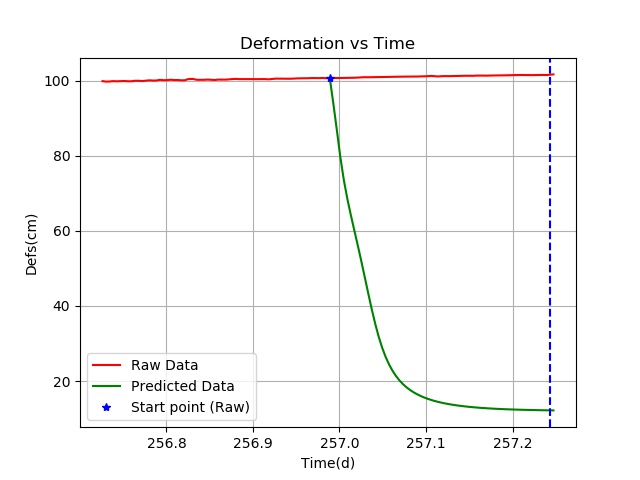 Deformation vs Time
Defs(cm)
100
80
60
40
20
Raw Data
Predicted Data
Start point (Raw)
256.8 256.9 257.0 257.1 257.2
Time(d)